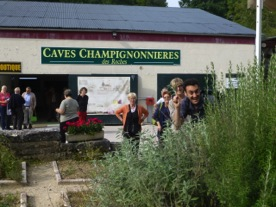 CAVES CHAMPIGNONNIERES
des Roches
BOUTIQUE